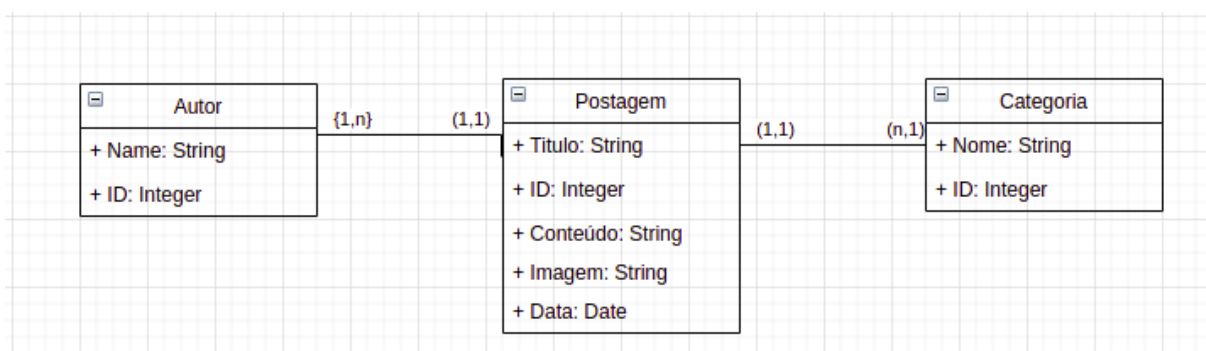 Autor
+ Name: String
+ ID: Integer
{1,n}
(1,1)
Postagem
+ Titulo: String
+ ID: Integer
+ Conteúdo: String
+ Imagem: String
+ Data: Date
(1,1)
(n,1)
Categoria
+ Nome: String
+ ID: Integer